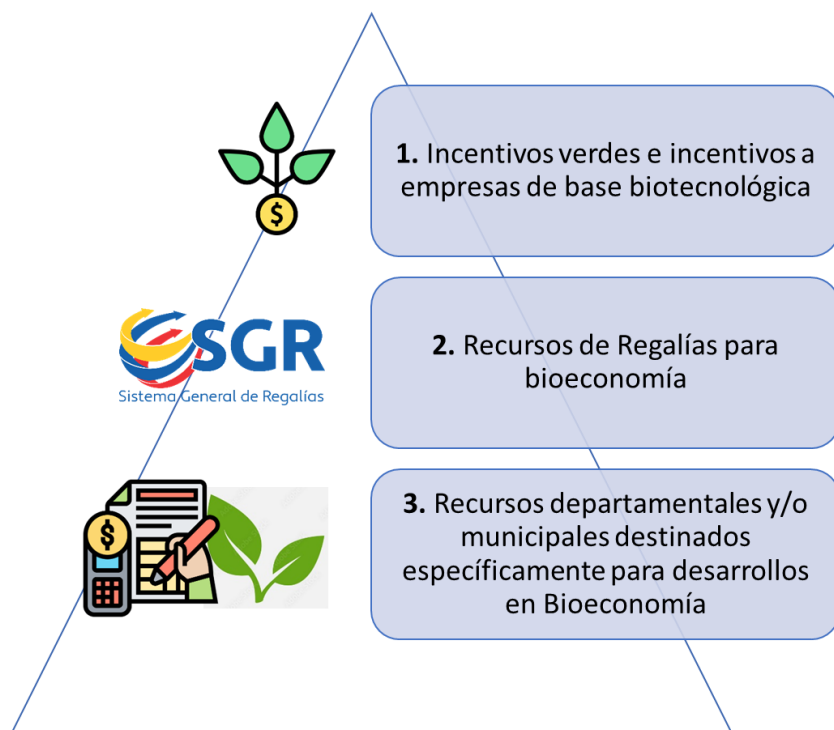 1. Incentivos verdes e incentivos a
empresas de base biotecnológica
$
SGR
Sistema General de Regalías
2. Recursos de Regalías para
bioeconomía
$
3. Recursos departamentales y/o
municipales destinados
específicamente para desarrollos
en Bioeconomía